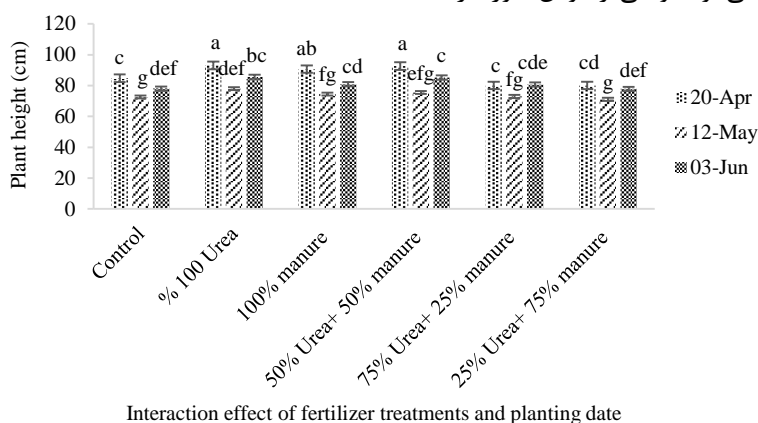 120
100
80
60
40
20
0
Plant height (cm)
c g def
a def bc
ab fg cd
a efg c
c fg cde
cd g def
20-Apr
12-May
03-Jun
Control
% 100 Urea
100% manure
50% Urea+ 50% manure
75% Urea+ 25% manure
25% Urea+ 75% manure
Interaction effect of fertilizer treatments and planting date